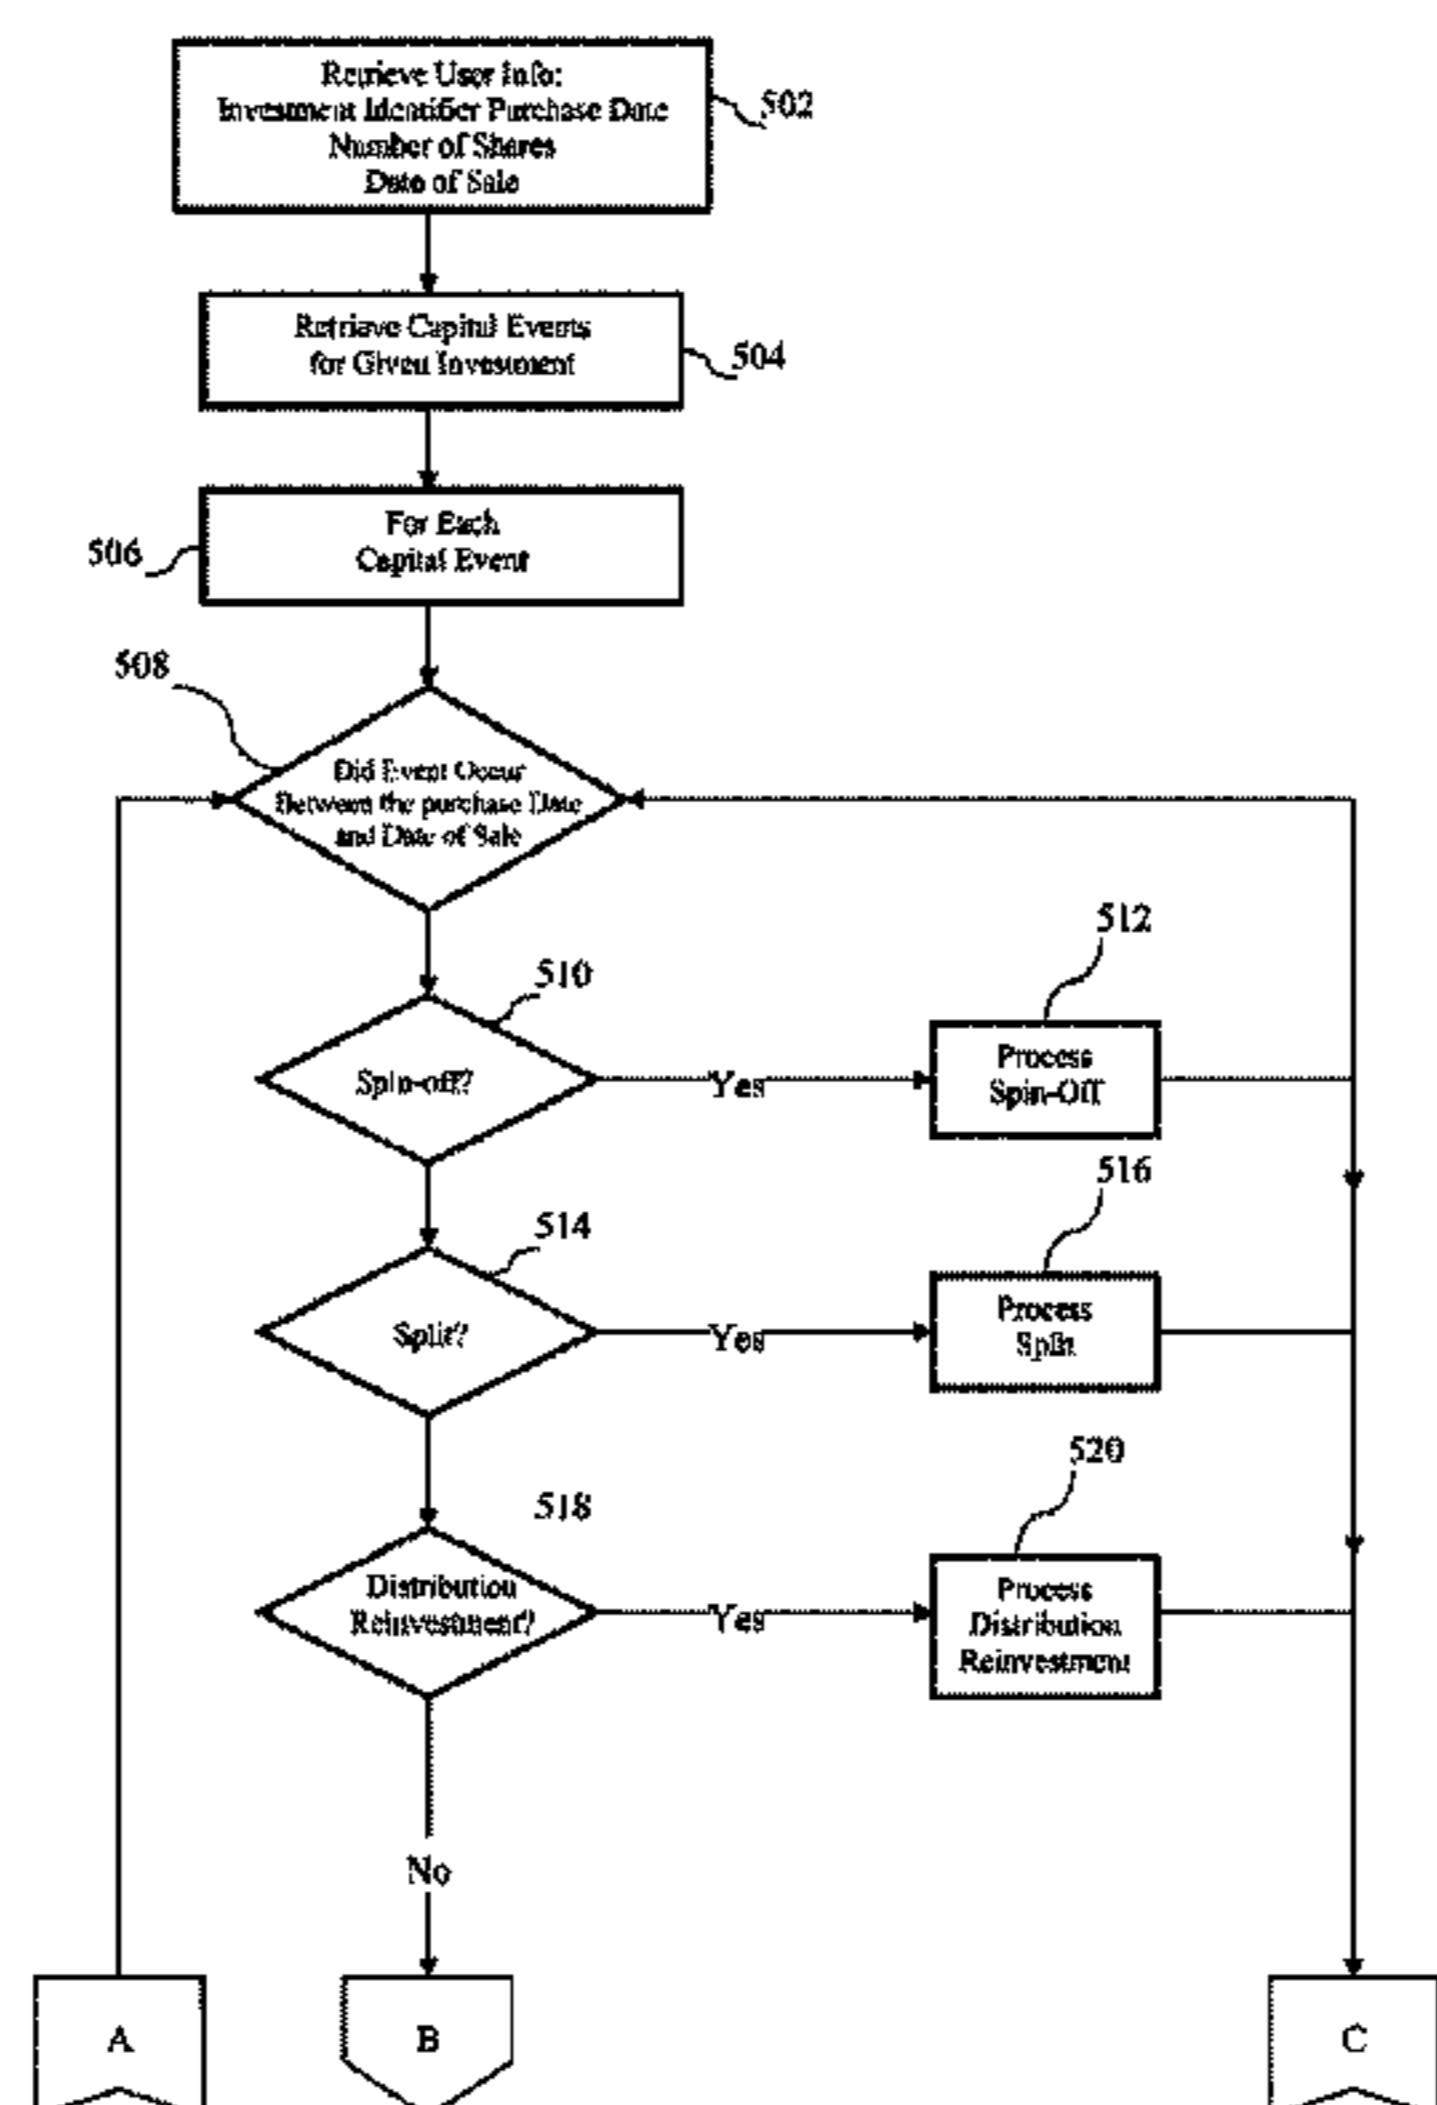 Retrieve User Info:
Investment Identifier Purchase Date
Number of Shares
Date of Sale
502
Retrieve Capital Events
for Given Investment
504
For Each
Capital Event
506
508
Did Event Occur
Between the purchase Date
and Date of Sale
512
510
Process
Spin-Off
Spin-off?
Yes
516
514
Process
Split
Split?
Yes
520
518
Distribution
Reinvestment?
Yes
Process
Distribution
Reinvestment
No
A
B
C